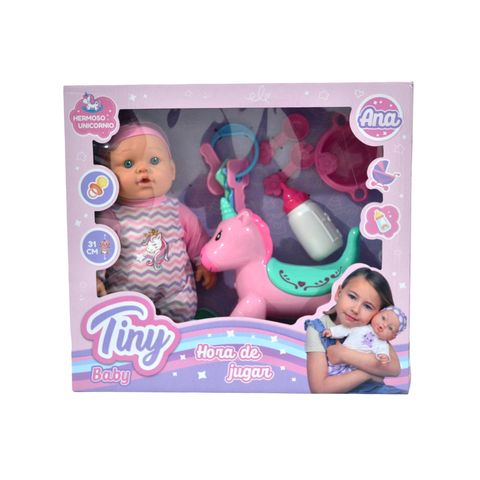 HERMOSO
UNICORNIO
Ana
31
CM
Tiny
Baby
Hora de
jugar